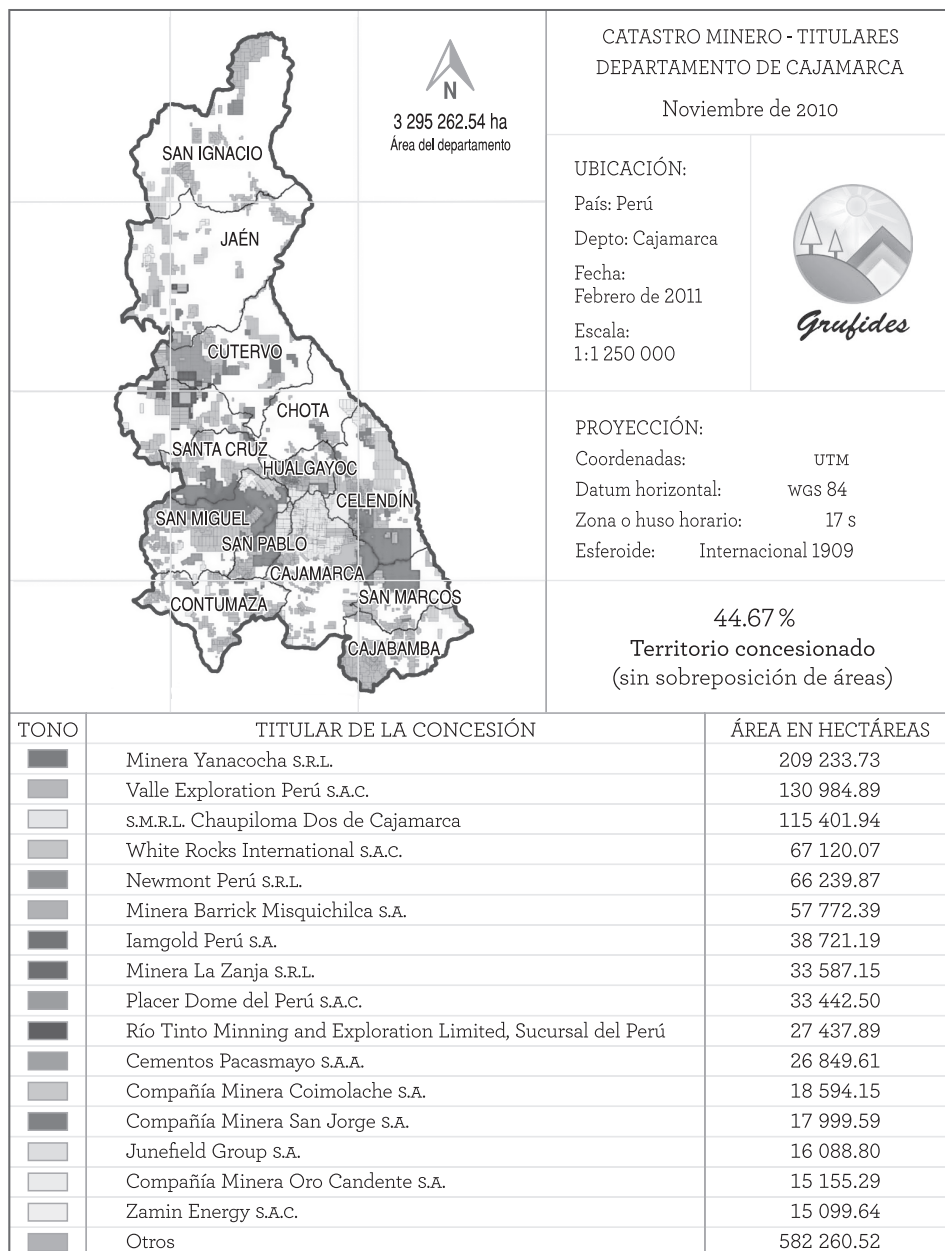 N
3 295 262.54 ha
Área del departamento
SAN IGNACIO
JAÉN
CUTERVO
CHOTA
SANTA CRUZ
HUALGAYOC
CELENDÍN
SAN MIGUEL
SAN PABLO
CAJAMARCA
SAN MARCOS
CONTUMAZA
CAJABAMBA
CATASTRO MINERO - TITULARES
DEPARTAMENTO DE CAJAMARCA
Noviembre de 2010
UBICACIÓN:
País: Perú
Depto: Cajamarca
Fecha:
Febrero de 2011
Escala:
1:1 250 000
Grufides
PROYECCIÓN:
Coordenadas: UTM
Datum horizontal: WGS 84
Zona o huso horario: 17 S
Esferoide: Internacional 1909
44.67 %
Territorio concesionado
(sin sobreposición de áreas)
TONO TITULAR DE LA CONCESIÓN ÁREA EN HECTÁREAS
Minera Yanacocha S.R.L. 209 233.73
Valle Exploration Perú S.A.C. 130 984.89
S.M.R.L. Chaupiloma Dos de Cajamarca 115 401.94
White Rocks International S.A.C. 67 120.07
Newmont Perú S.R.L. 66 239.87
Minera Barrick Misquichilca S.A. 57 772.39
Iamgold Perú S.A. 38 721.19
Minera La Zanja S.R.L. 33 587.15
Placer Dome del Perú S.A.C. 33 442.50
Río Tinto Minning and Exploration Limited, Sucursal del Perú 27 437.89
Cementos Pacasmayo S.A.A. 26 849.61
Compañía Minera Coimolache S.A. 18 594.15
Compañía Minera San Jorge S.A. 17 999.59
Junefield Group S.A. 16 088.80
Compañía Minera Oro Candente S.A. 15 155.29
Zamin Energy S.A.C. 15 099.64
Otros 582 260.52